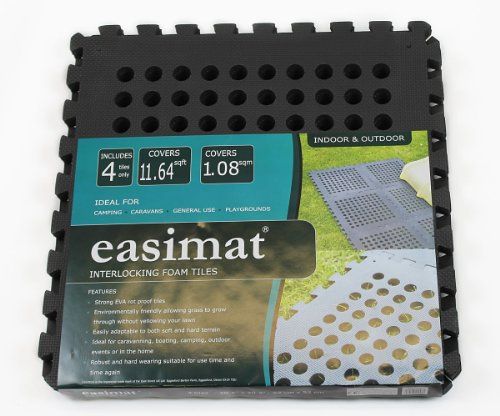 INDOOR & OUTDOOR
INCLUDES
4 tiles only
COVERS
11.64 sqft
COVERS
1.08 sqm
IDEAL FOR
CAMPING • CARAVANS • GENERAL USE • PLAYGROUNDS
easimat®
INTERLOCKING FOAM TILES
FEATURES
• Strong EVA rot proof tiles
• Environmentally friendly allowing grass to grow
through without yellowing your lawn
• Easily adaptable to both soft and hard terrain
• Ideal for caravanning, boating, camping, outdoor
events or in the home
• Robust and hard wearing suitable for use time and
time again